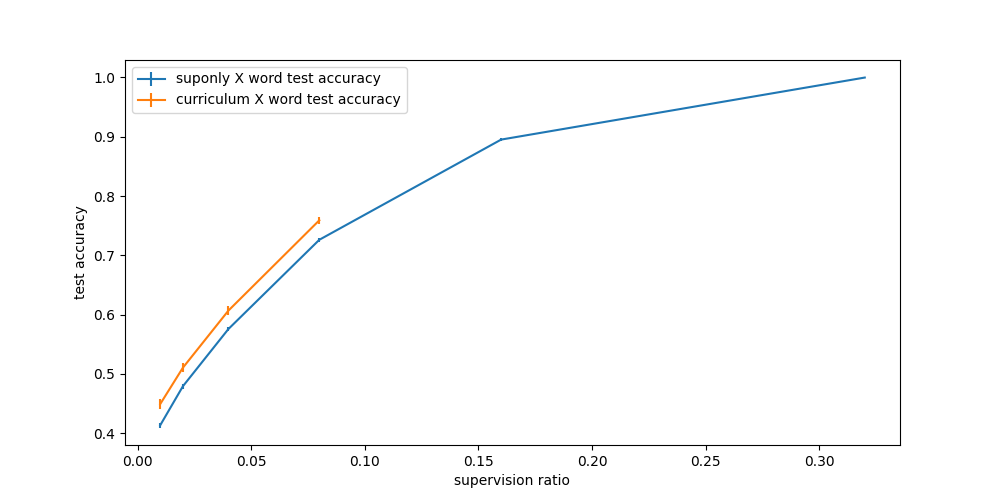 suponly X word test accuracy
curriculum X word test accuracy
1.0
0.9
0.8
0.7
0.6
0.5
0.4
test accuracy
0.00 0.05 0.10 0.15 0.20 0.25 0.30
supervision ratio